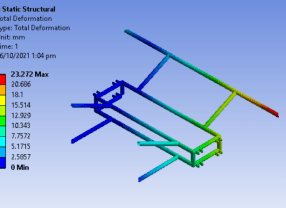 Static Structural
Total Deformation
Type: Total Deformation
Unit: mm
Time: 1
6/10/2021 1:04 pm
23.272 Max
20.686
18.1
15.514
12.929
10.343
7.7572
5.1715
2.5857
0 Min